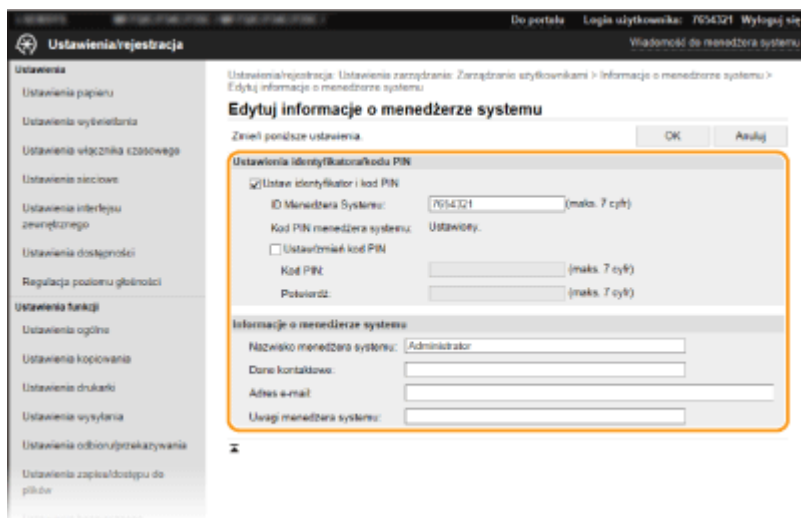 Do portalu Login użytkownika: 7654321 Wyloguj się
Ustawienia/rejestracja
Wiadomość do menedżera systemu
Ustawienia
Ustawienia papieru
Ustawienia wyświetlania
Ustawienia włącznika czasowego
Ustawienia sieciowe
Ustawienia interfejsu
zewnętrznego
Ustawienia dostępności
Regulacja poziomu głośności
Ustawienia funkcji
Ustawienia ogólne
Ustawienia kopiowania
Ustawienia drukarki
Ustawienia wysyłania
Ustawienia odbioru/przekazywania
Ustawienia zapisu/dostępu do
plików
Ustawienia/rejestracja: Ustawienia zarządzania: Zarządzanie użytkownikami > Informacje o menedżerze systemu >
Edytuj informacje o menedżerze systemu
Edytuj informacje o menedżerze systemu
Zmień poniższe ustawienia.
OK
Anuluj
Ustawienia identyfikatora/kodu PIN
Ustaw identyfikator i kod PIN
ID Menedżera Systemu: 7654321 (maks. 7 cyfr)
Kod PIN menedżera systemu: Ustawiony.
Ustaw/zmień kod PIN
Kod PIN: (maks. 7 cyfr)
Potwierdź: (maks. 7 cyfr)
Informacje o menedżerze systemu
Nazwisko menedżera systemu: Administrator
Dane kontaktowe:
Adres e-mail:
Uwagi menedżera systemu: